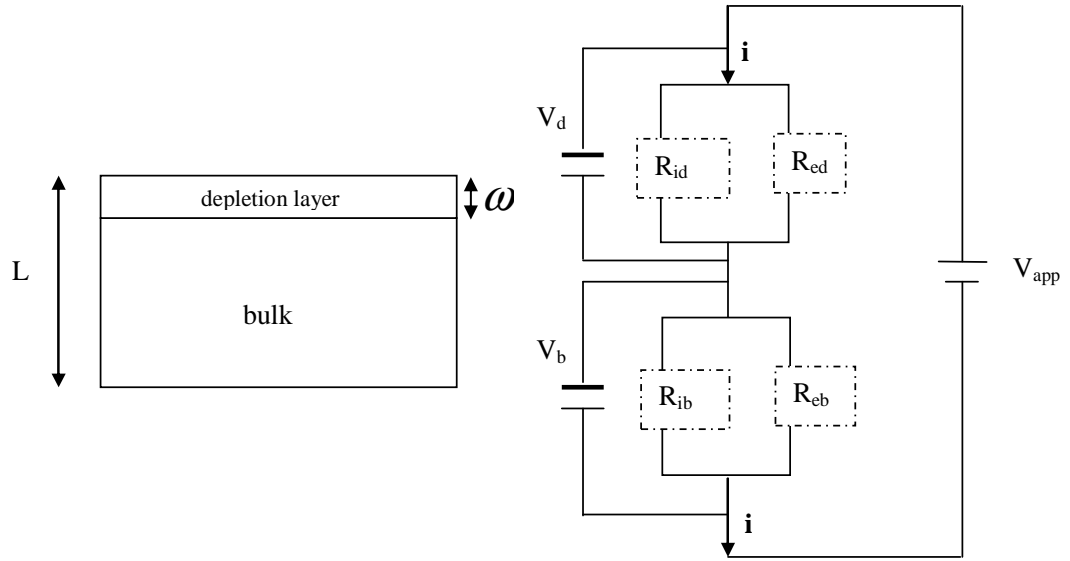 depletion layer
ω
L
bulk
i
V_d
R_id
R_ed
V_app
V_b
R_ib
R_eb
i